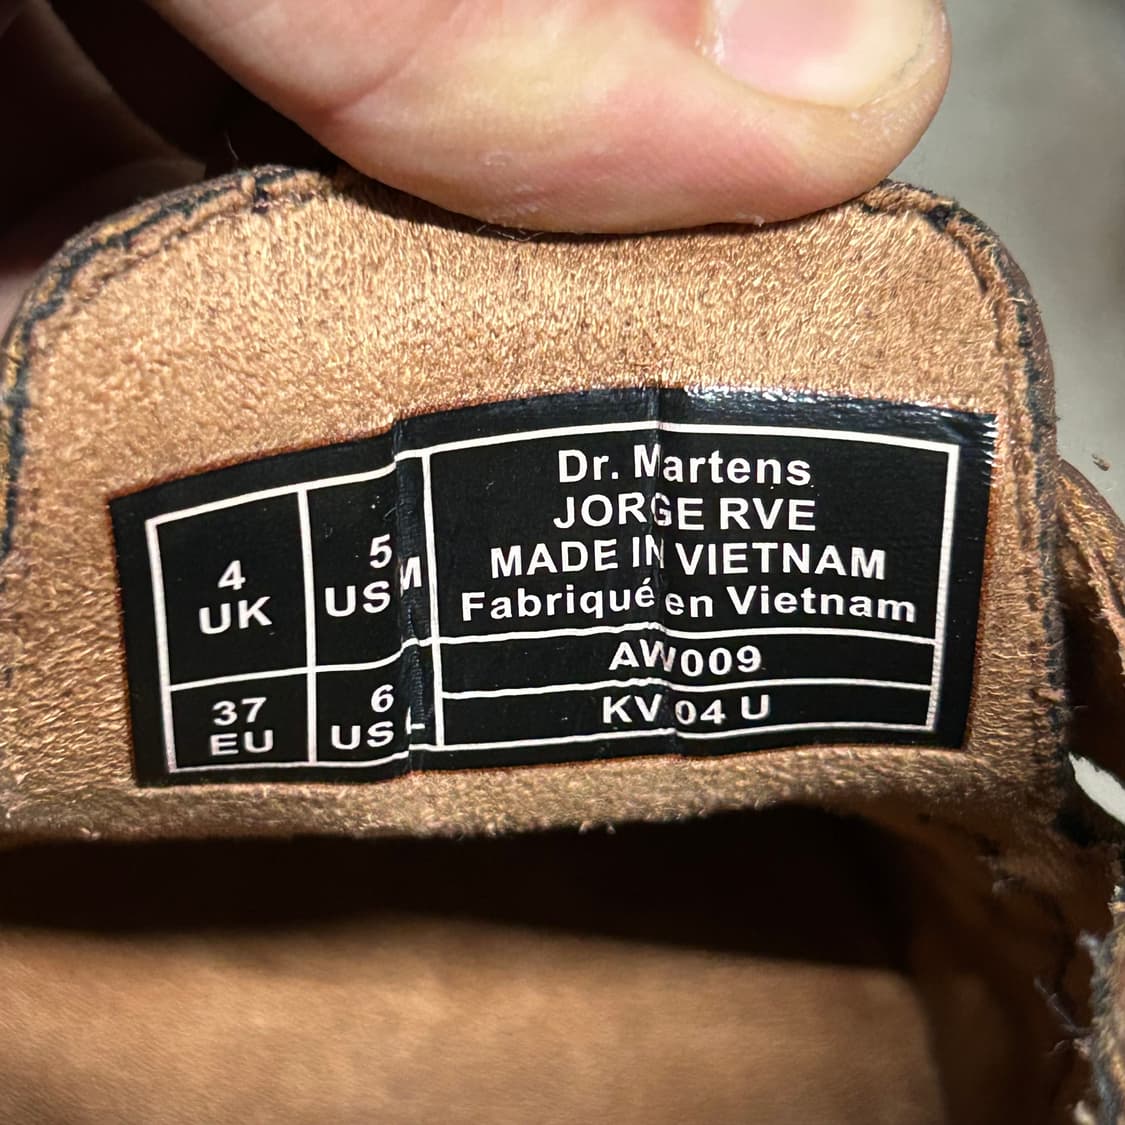 4
UK
5
US M
37
EU
6
US L
Dr. Martens
JORGE RVE
MADE IN VIETNAM
Fabriqué en Vietnam
AW009
KV 04 U